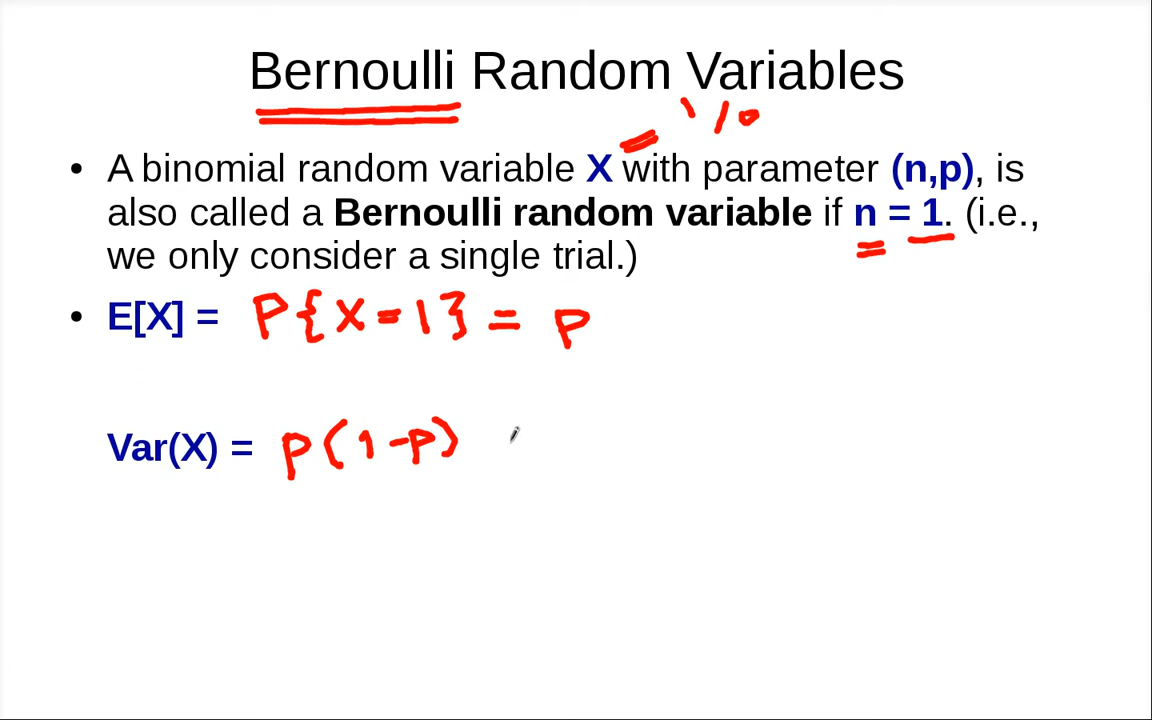 Bernoulli Random Variables
= 1/0
• A binomial random variable X with parameter (n,p), is
also called a Bernoulli random variable if n = 1. (i.e.,
we only consider a single trial.)
• E[X] = P{X=1} = P
Var(X) = P(1-P)